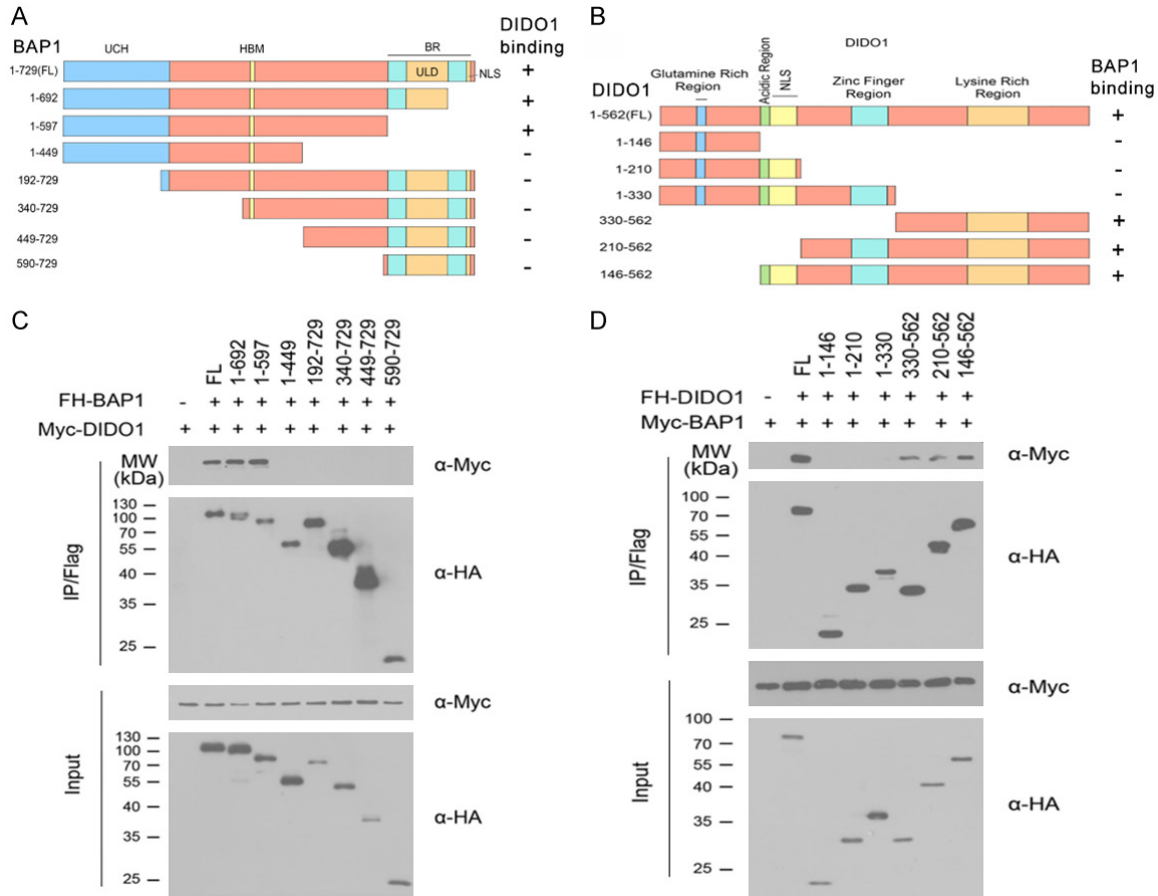 A
BAP1
UCH
HBM
BR
DIDO1
binding
1-729(FL)
ULD
NLS
+
1-692
+
1-597
+
1-449
-
192-729
-
340-729
-
449-729
-
590-729
-
B
DIDO1
DIDO1
Glutamine Rich
Region
Acidic Region
NLS
Zinc Finger
Region
Lysine Rich
Region
BAP1
binding
1-562(FL)
+
1-146
-
1-210
-
1-330
-
330-562
+
210-562
+
146-562
+
C
FL
1-692
1-597
1-449
192-729
340-729
449-729
590-729
FH-BAP1
- + + + + + + + +
Myc-DIDO1
+ + + + + + + + +
MW
(kDa)
α-Myc
IP/Flag
130
100
70
55
40
35
25
α-HA
Input
α-Myc
130
100
70
55
40
35
25
α-HA
D
FL
1-146
1-210
1-330
330-562
210-562
146-562
FH-DIDO1
- + + + + + + +
Myc-BAP1
+ + + + + + + +
MW
(kDa)
α-Myc
IP/Flag
100
70
55
40
35
25
α-HA
Input
α-Myc
100
70
55
40
35
25
α-HA